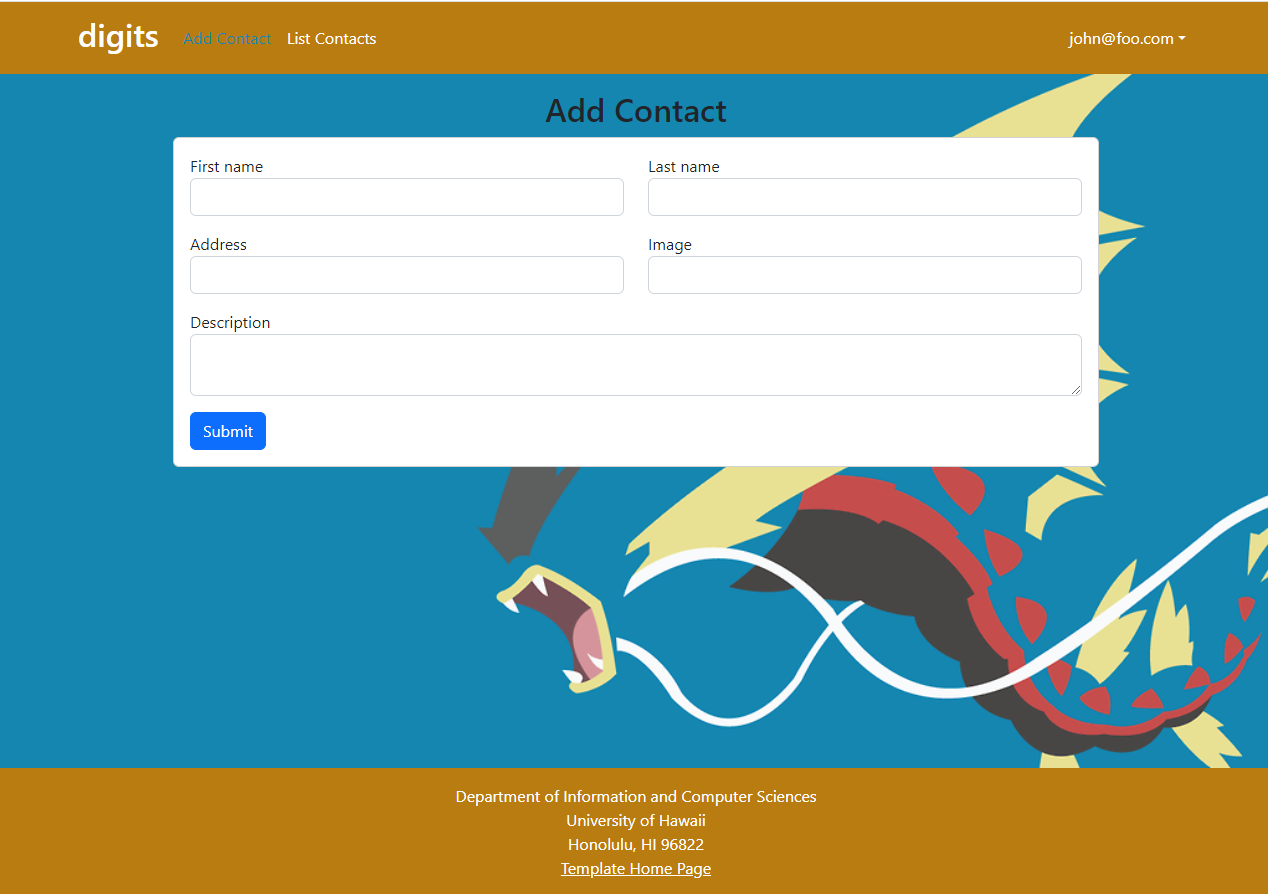 digits Add Contact List Contacts john@foo.com
Add Contact
First name Last name
Address Image
Description
Submit
Department of Information and Computer Sciences
University of Hawaii
Honolulu, HI 96822
Template Home Page